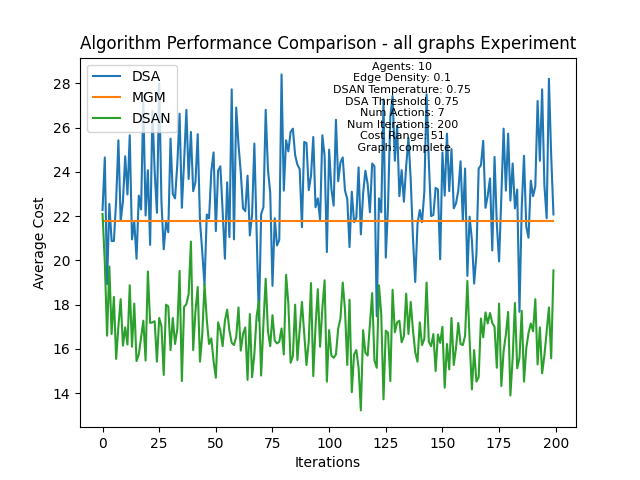 Algorithm Performance Comparison - all graphs Experiment
DSA
MGM
DSAN
Agents: 10
Edge Density: 0.1
DSAN Temperature: 0.75
DSA Threshold: 0.75
Num Actions: 7
Num Iterations: 200
Cost Range: 51
Graph: complete
28
26
24
22
20
18
16
14
Average Cost
0
25
50
75
100
125
150
175
200
Iterations